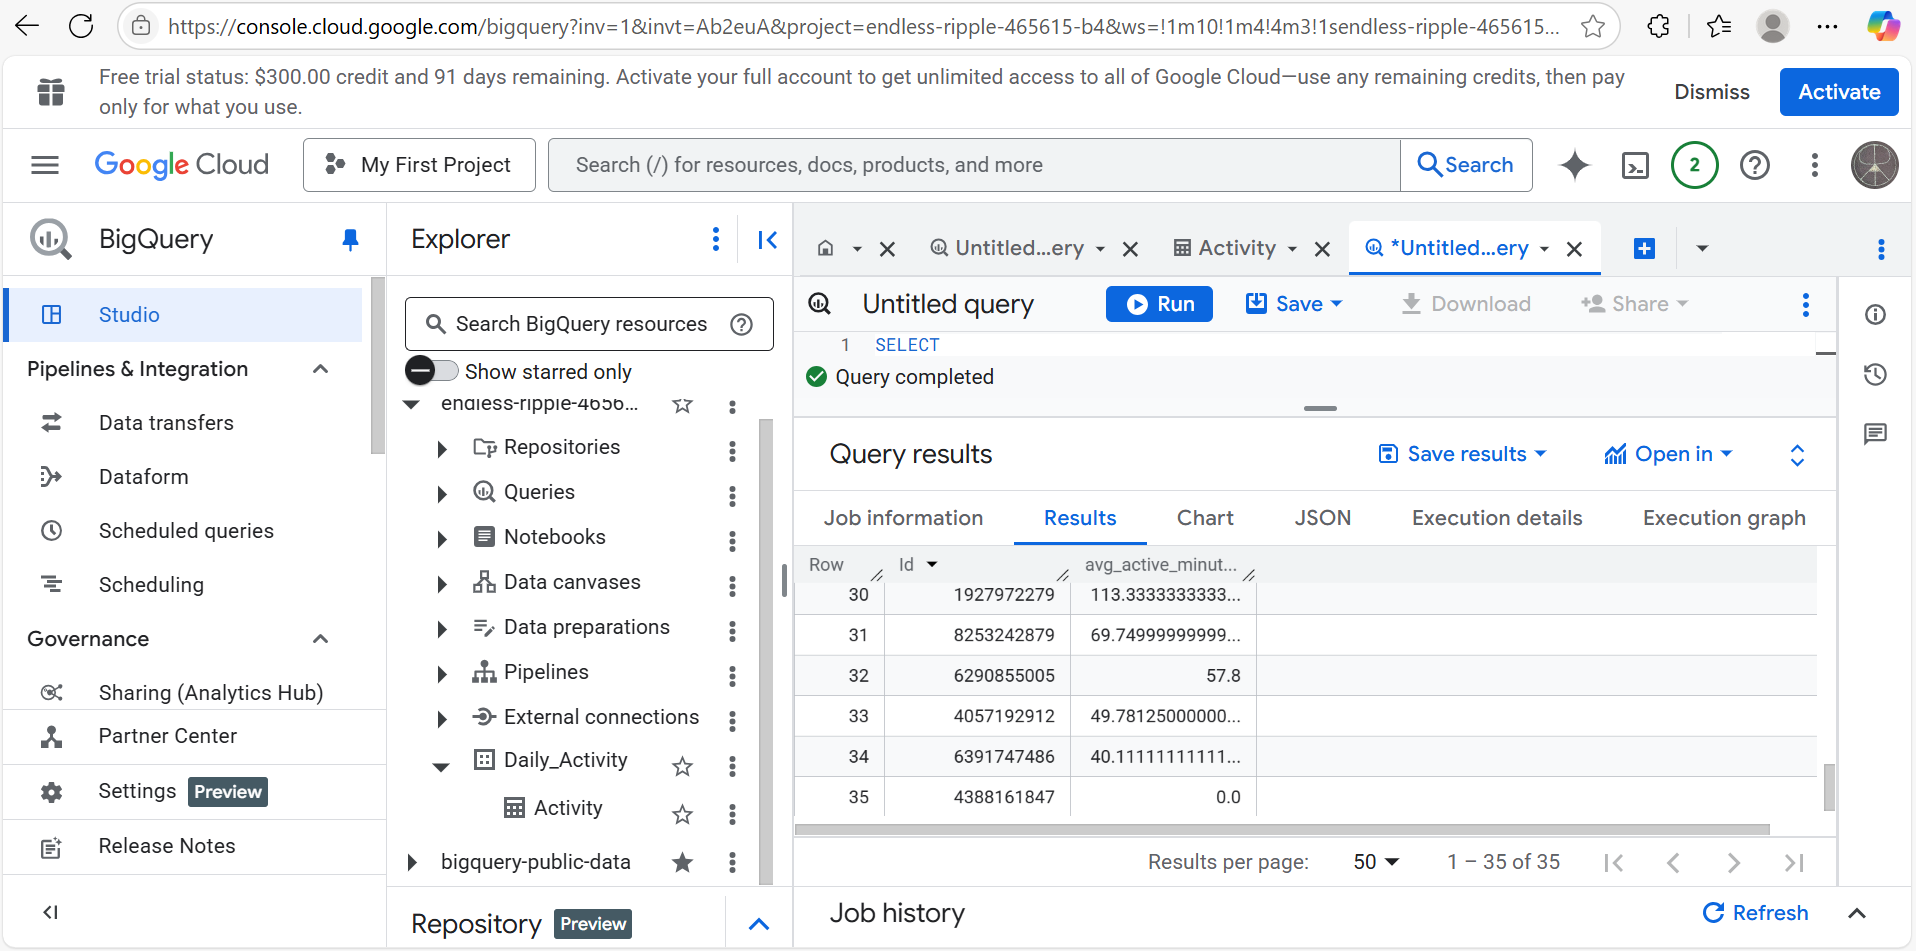 https://console.cloud.google.com/bigquery?inv=1&invt=Ab2euA&project=endless-ripple-465615-b4&ws=!1m10!1m4!4m3!1sendless-ripple-465615...
Free trial status: $300.00 credit and 91 days remaining. Activate your full account to get unlimited access to all of Google Cloud—use any remaining credits, then pay
only for what you use.
Dismiss
Activate
Google Cloud
My First Project
Search (/) for resources, docs, products, and more
Search
2
BigQuery
Studio
Pipelines & Integration
Data transfers
Dataform
Scheduled queries
Scheduling
Governance
Sharing (Analytics Hub)
Partner Center
Settings Preview
Release Notes
Explorer
Search BigQuery resources
Show starred only
endless-ripple-4656...
Repositories
Queries
Notebooks
Data canvases
Data preparations
Pipelines
External connections
Daily_Activity
Activity
bigquery-public-data
Repository Preview
Untitled...ery
Activity
*Untitled...ery
Untitled query
Run
Save
Download
Share
1 SELECT
Query completed
Query results
Save results
Open in
Job information Results Chart JSON Execution details Execution graph
Row Id avg_active_minut...
30 1927972279 113.3333333333...
31 8253242879 69.74999999999...
32 6290855005 57.8
33 4057192912 49.78125000000...
34 6391747486 40.11111111111...
35 4388161847 0.0
Results per page: 50 1 – 35 of 35
Job history
Refresh